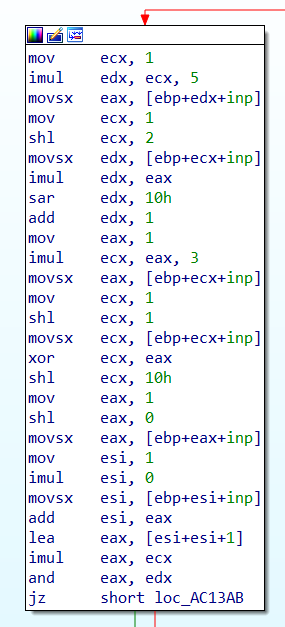 mov ecx, 1
imul edx, ecx, 5
movsx eax, [ebp+edx+inp]
mov ecx, 1
shl ecx, 2
movsx edx, [ebp+ecx+inp]
imul edx, eax
sar edx, 10h
add edx, 1
mov eax, 1
imul ecx, eax, 3
movsx eax, [ebp+ecx+inp]
mov ecx, 1
shl ecx, 1
movsx ecx, [ebp+ecx+inp]
xor ecx, eax
shl ecx, 10h
mov eax, 1
shl eax, 0
movsx eax, [ebp+eax+inp]
mov esi, 1
imul esi, 0
movsx esi, [ebp+esi+inp]
add esi, eax
lea eax, [esi+esi+1]
imul eax, ecx
and eax, edx
jz short loc_AC13AB